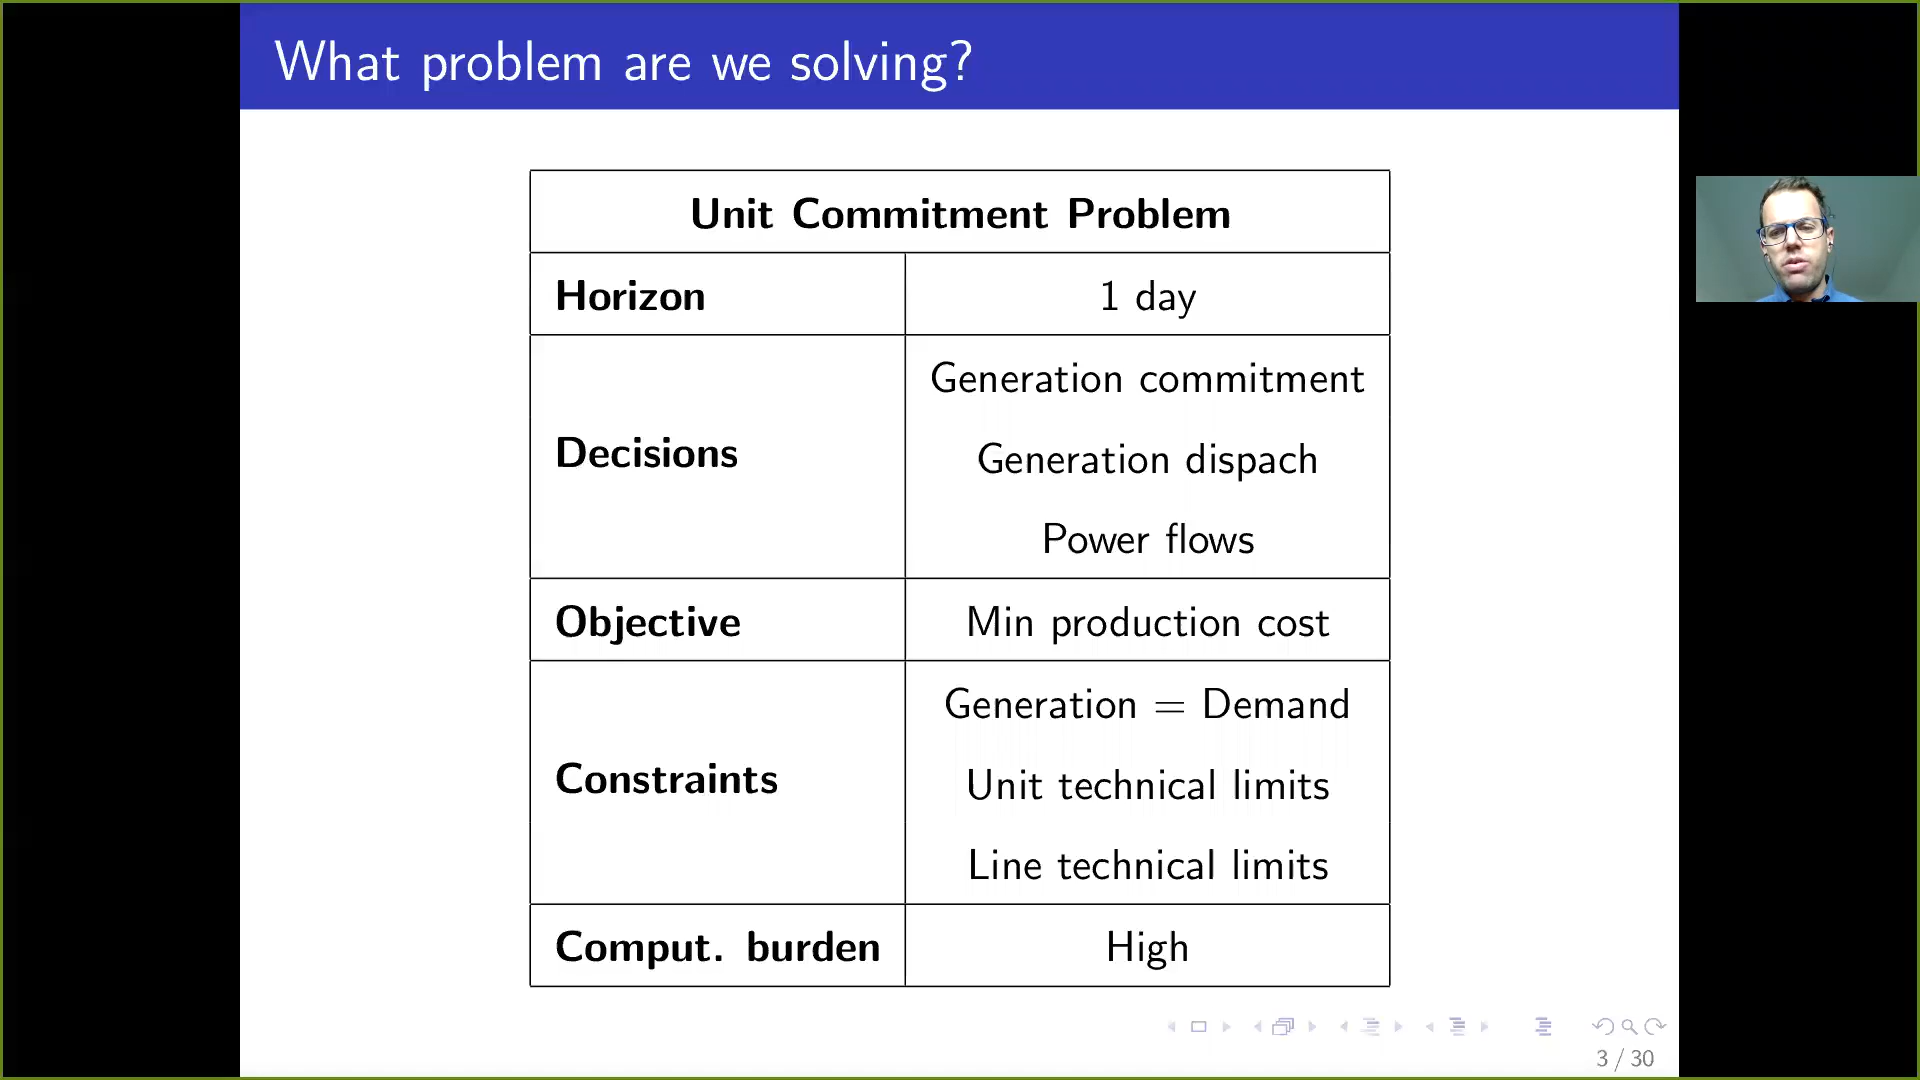 What problem are we solving?
Unit Commitment Problem
Horizon
1 day
Decisions
Generation commitment
Generation dispach
Power flows
Objective
Min production cost
Constraints
Generation = Demand
Unit technical limits
Line technical limits
Comput. burden
High
3 / 30